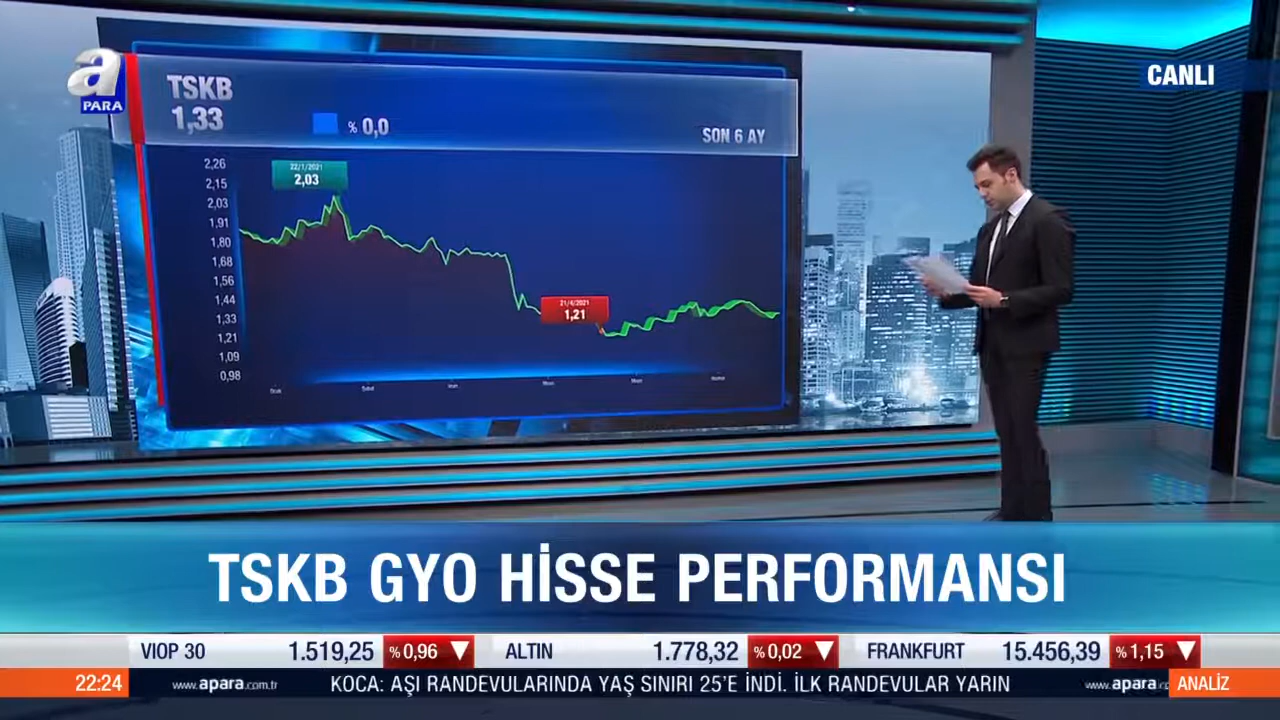 a
PARA
CANLI
TSKB
1,33
% 0,0
SON 6 AY
2,26
2,15
2,03
1,91
1,80
1,68
1,56
1,44
1,33
1,21
1,09
0,98
22/1/2021
2,03
21/4/2021
1,21
Ocak
Şubat
TSKB GYO HİSSE PERFORMANSI
VIOP 30 1.519,25 % 0,96 ALTIN 1.778,32 % 0,02 FRANKFURT 15.456,39 % 1,15
22:24 www.apara.com.tr KOCA: AŞI RANDEVULARINDA YAŞ SINIRI 25'E İNDİ. İLK RANDEVULAR YARIN www.apara.c ANALİZ